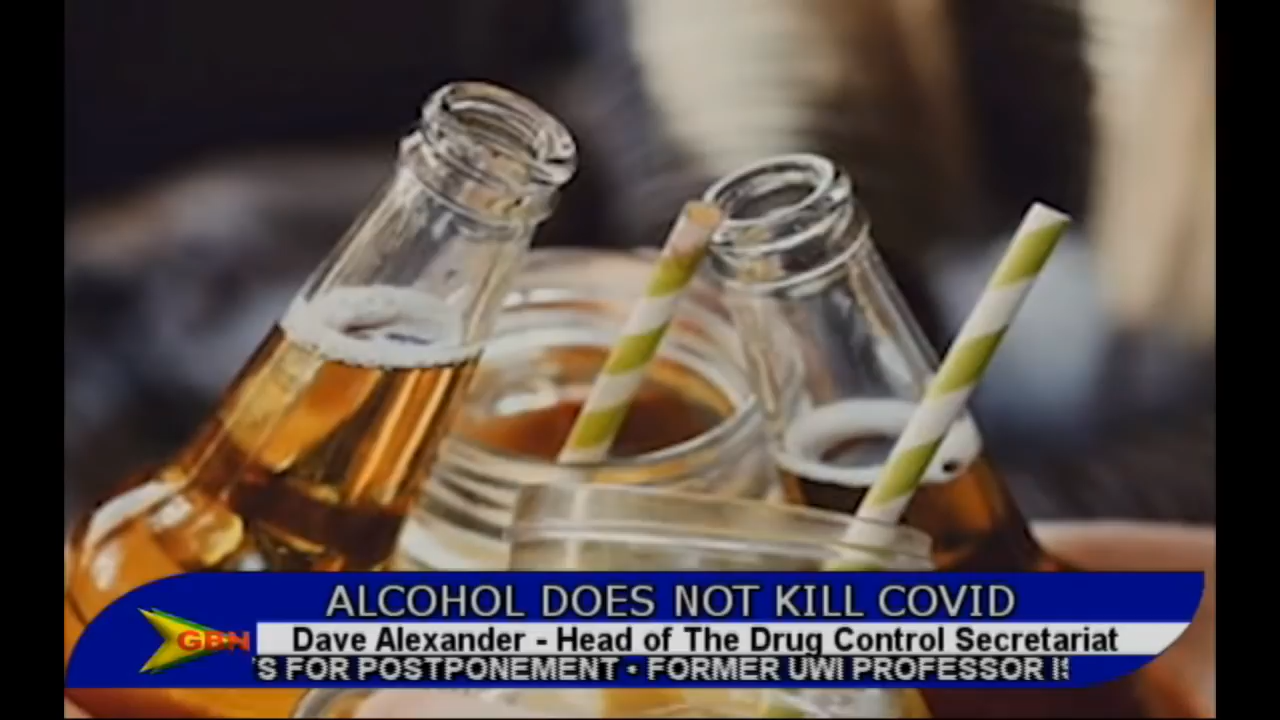 ALCOHOL DOES NOT KILL COVID
GBN
Dave Alexander - Head of The Drug Control Secretariat
'S FOR POSTPONEMENT • FORMER UWI PROFESSOR